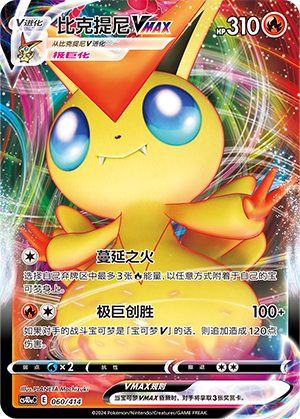 V进化 比克提尼VMAX HP310
从比克提尼V进化
极巨化
蔓延之火
选择自己弃牌区中最多3张能量,以任意方式附着于自己的宝
可梦身上。
极巨创胜 100+
如果对手的战斗宝可梦是「宝可梦V」的话,则追加造成120点
伤害。
弱点 ×2 抗性 撤退
Illus. PLANETA Mochizuki VMAX规则
CS4DaC E 060/414 当宝可梦VMAX昏厥时,对手将拿取3张奖赏卡。
©2024 Pokémon/Nintendo/Creatures/GAME FREAK.